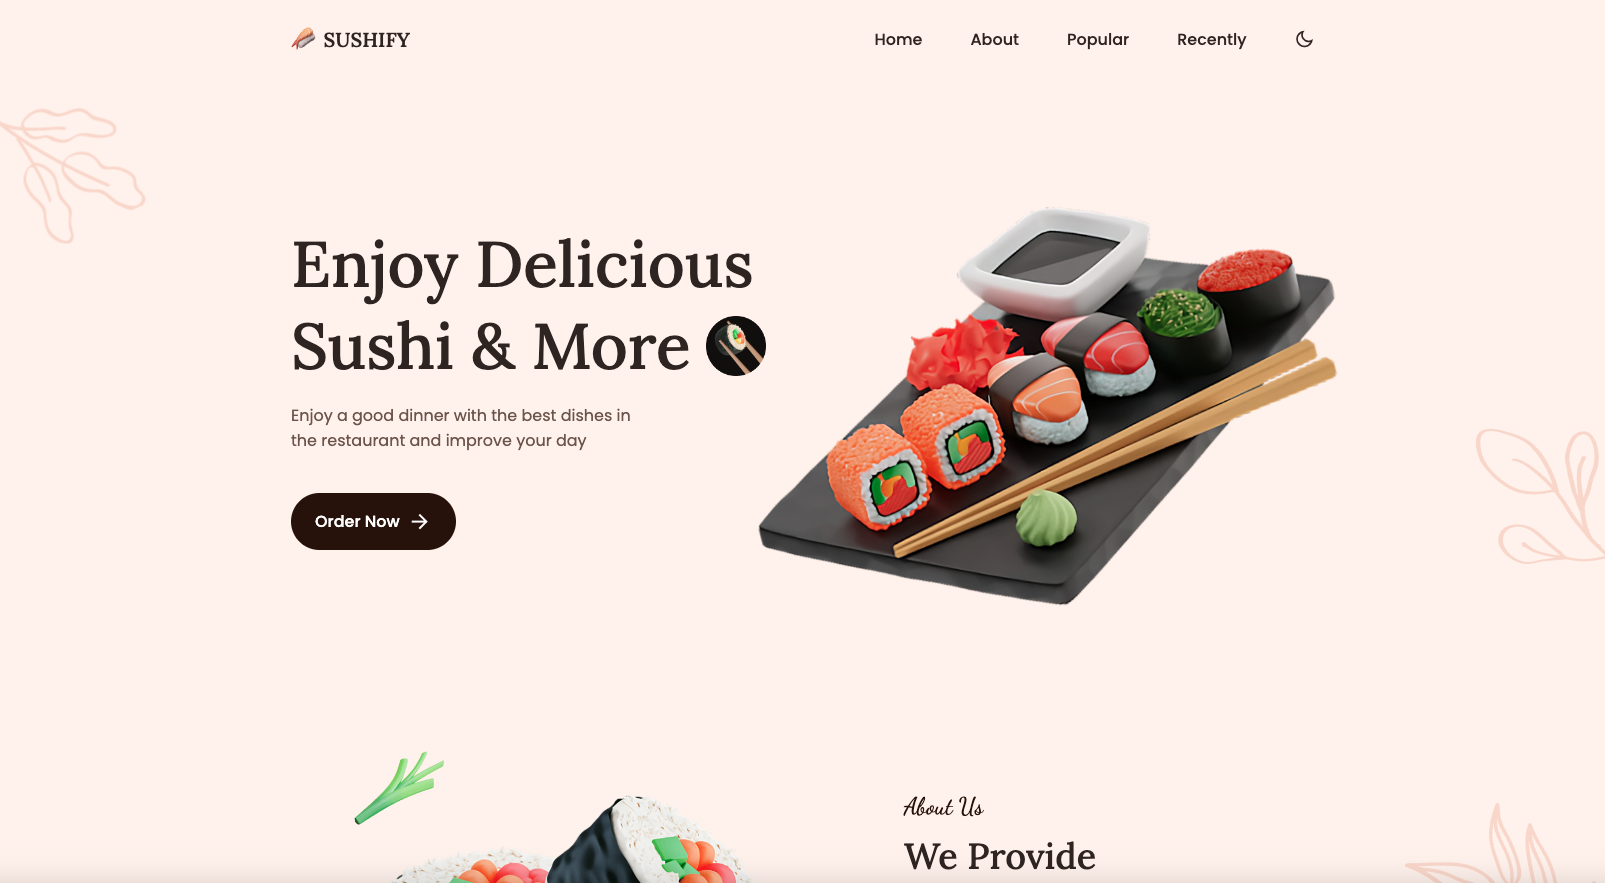 SUSHIFY
Home About Popular Recently
Enjoy Delicious
Sushi & More
Enjoy a good dinner with the best dishes in
the restaurant and improve your day
Order Now
About Us
We Provide